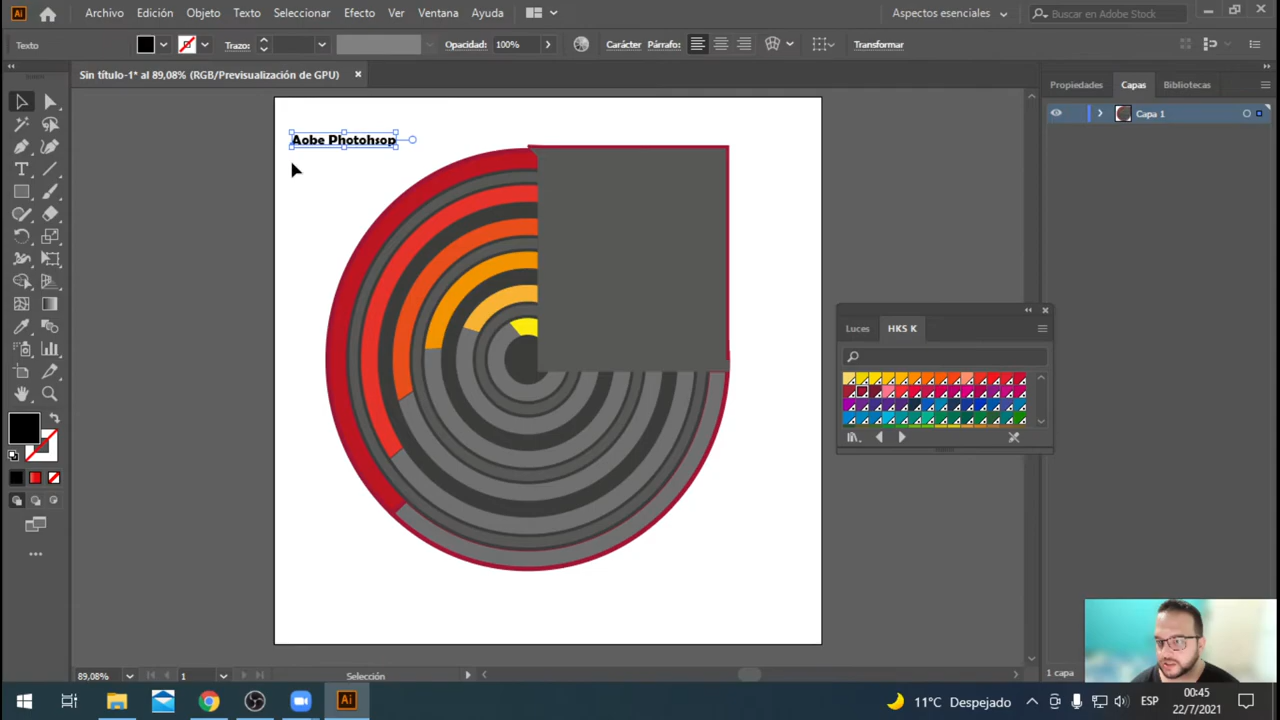 Ai Archivo Edición Objeto Texto Seleccionar Efecto Ver Ventana Ayuda Aspectos esenciales Buscar en Adobe Stock
Texto Trazo: Opacidad: 100% Carácter Párrafo: Transformar
Sin título-1* al 89,08% (RGB/Previsualización de GPU)
Propiedades Capas Bibliotecas
Capa 1
Aobe Photohsop
Luces HKS K
89,08% 1 Selección 1 capa
Ai 11°C Despejado ESP 00:45
22/7/2021